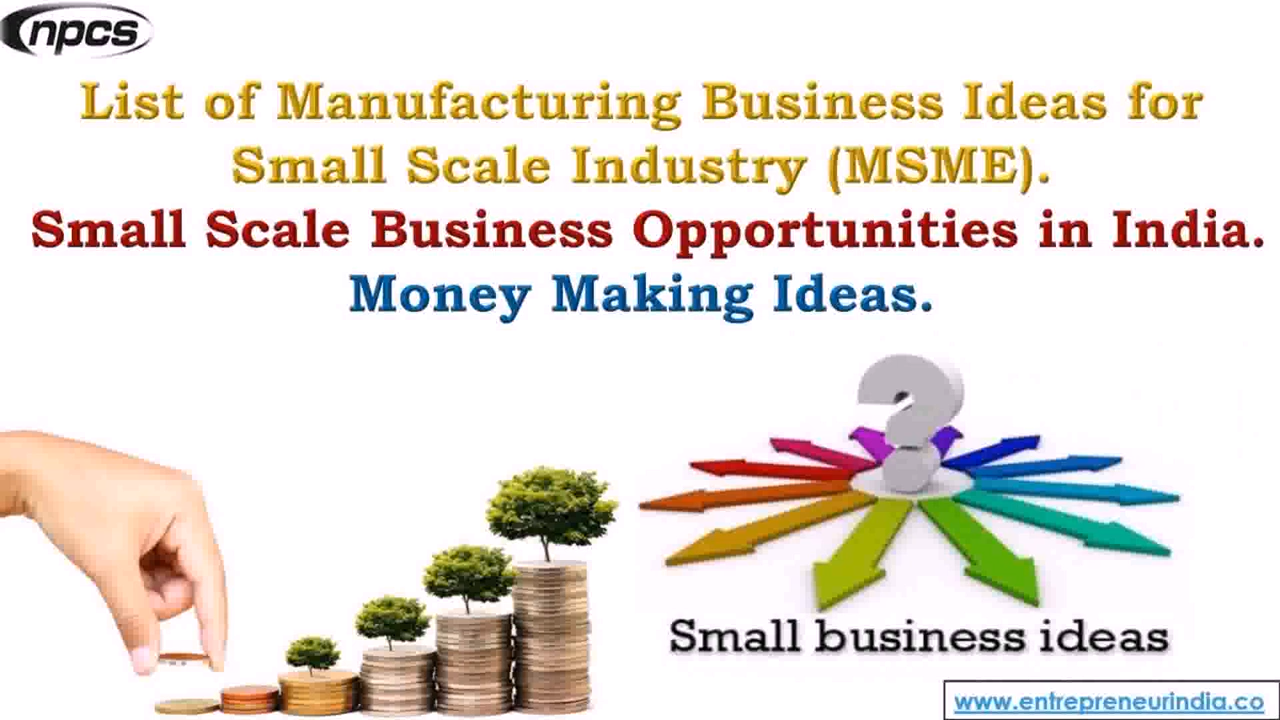 npcs
List of Manufacturing Business Ideas for
Small Scale Industry (MSME).
Small Scale Business Opportunities in India.
Money Making Ideas.
?
Small business ideas
www.entrepreneurindia.co